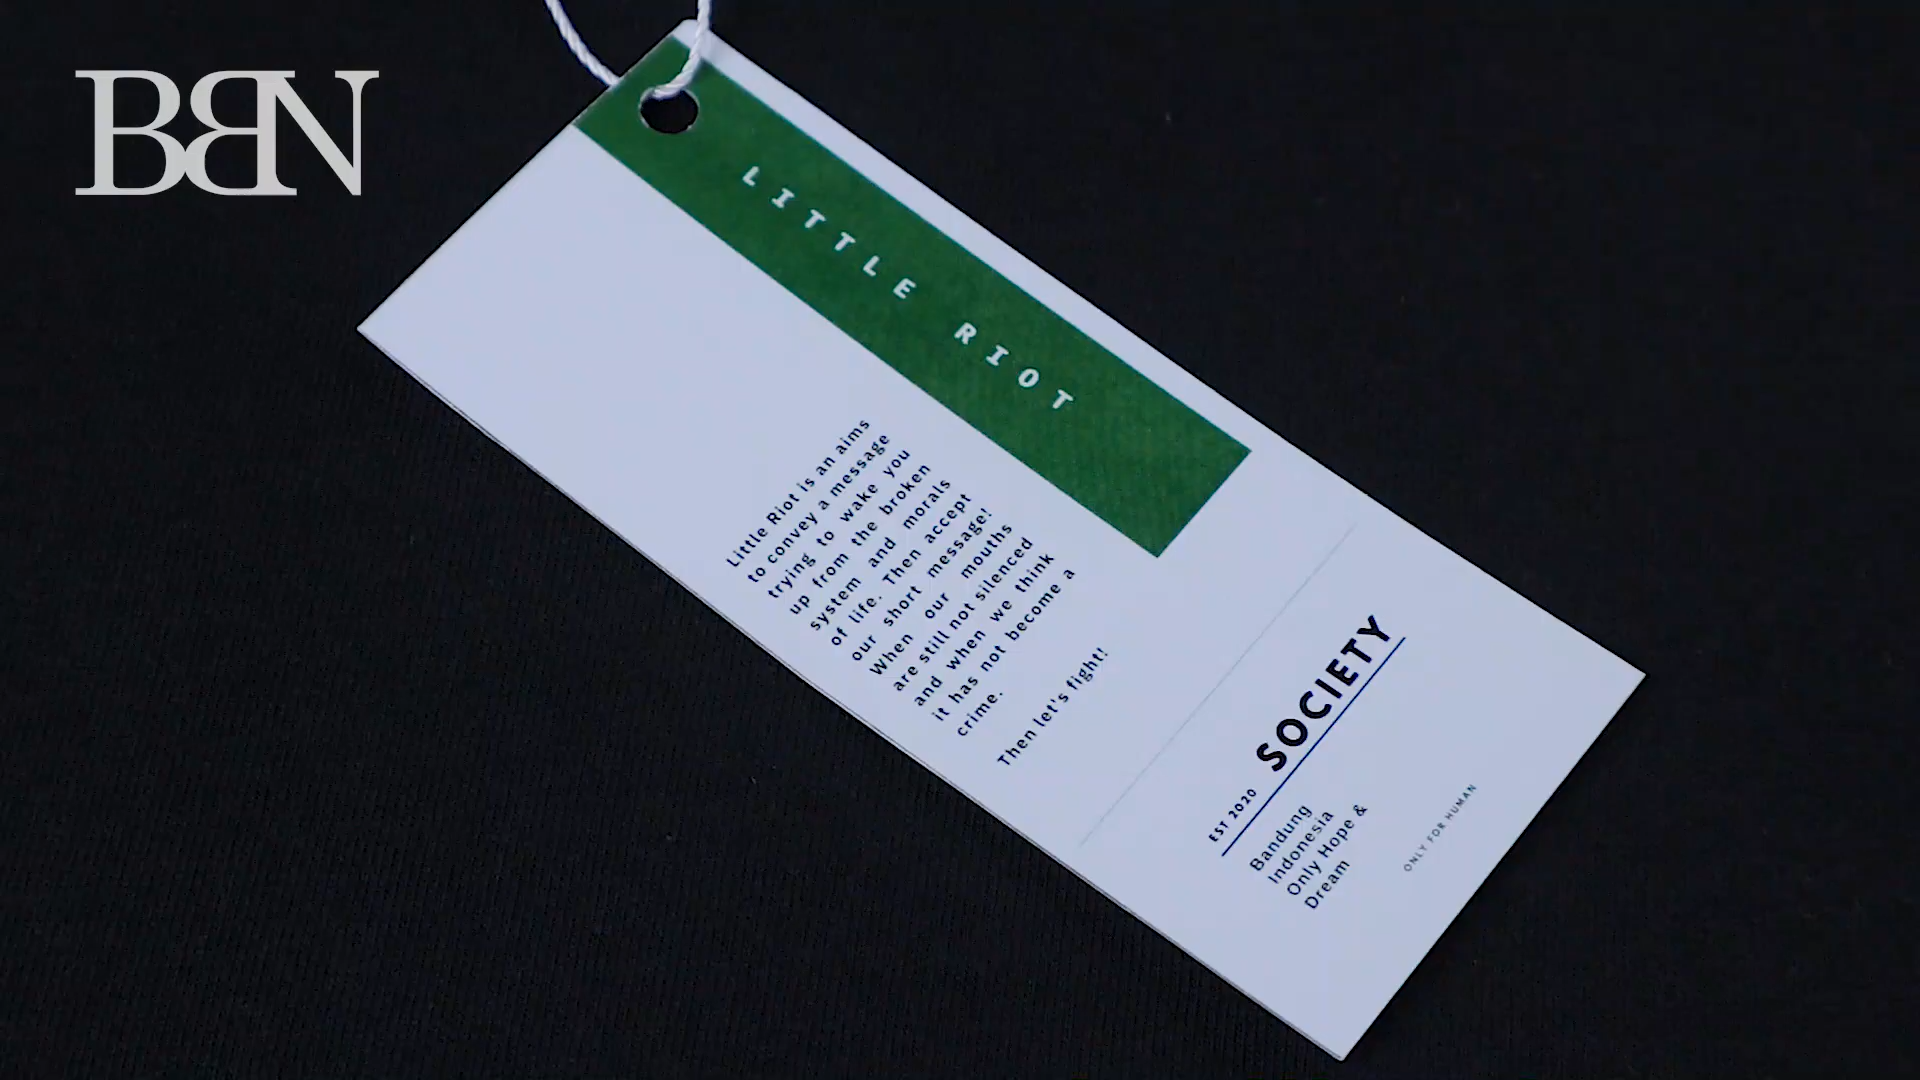 BBN
LITTLE RIOT
Little Riot is an aims
to convey a message
trying to wake you
up from the broken
system and morals
of life. Then accept
our short message!
When our mouths
are still not silenced
and when we think
it has not become a
crime.
Then let's fight!
EST 2020 SOCIETY
Bandung
Indonesia
Only Hope &
Dream
ONLY FOR HUMAN